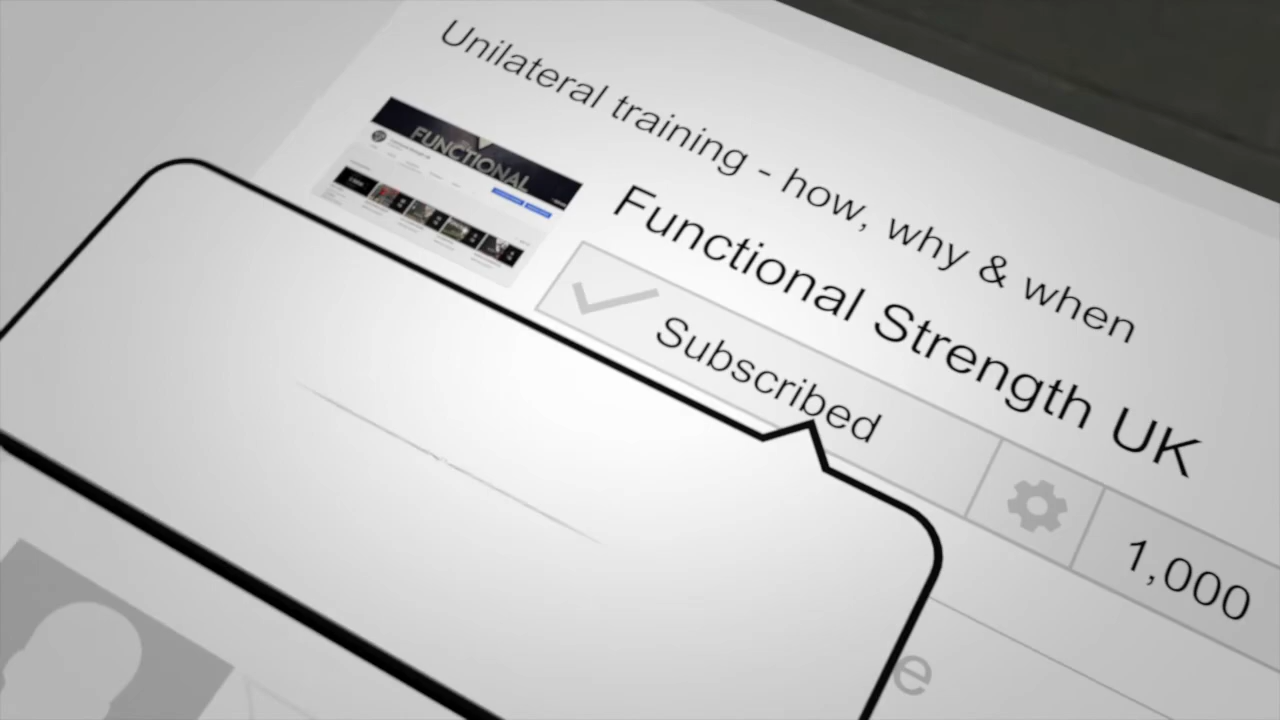 Unilateral training - how, why & when
FUNCTIONAL
Functional Strength UK
Subscribed
1,000
e